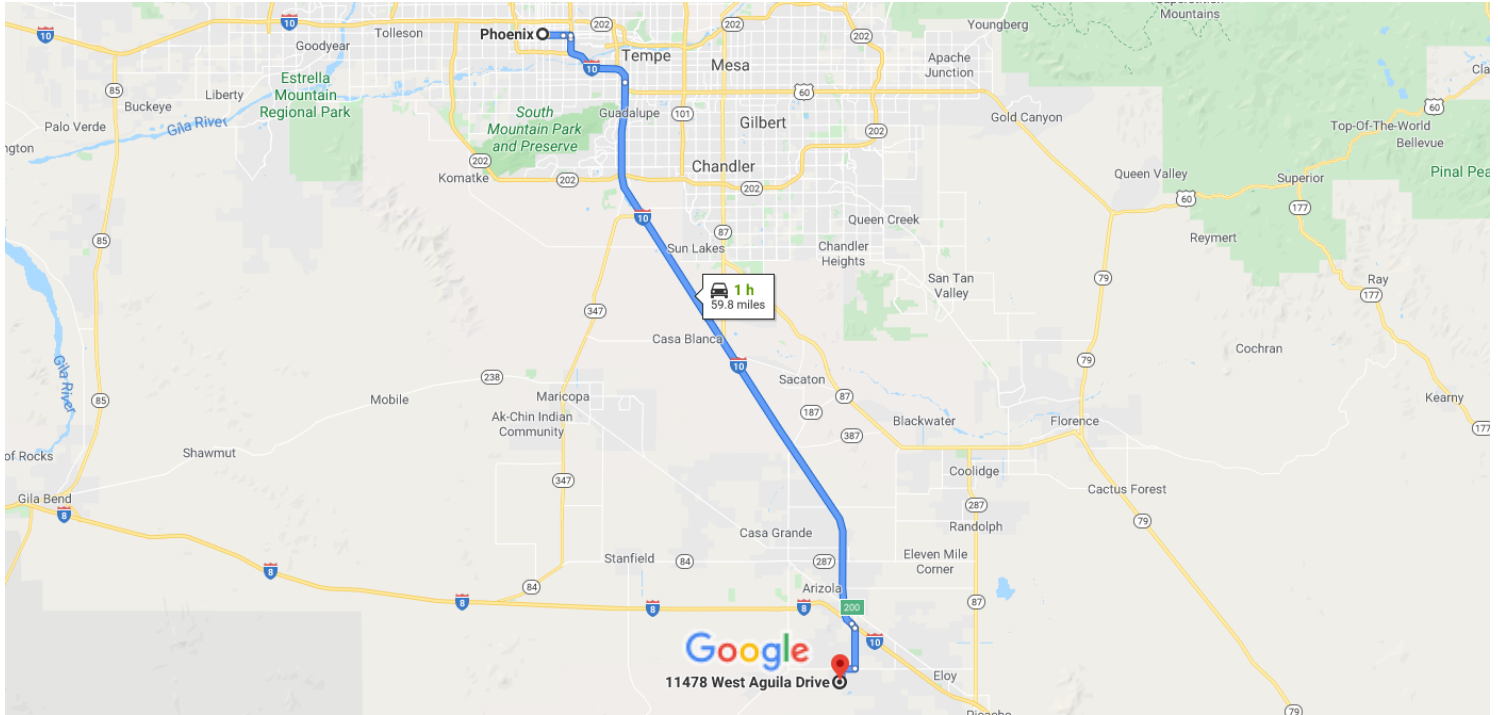 Superstition
Mountains
10
10
202
202
Youngberg
Phoenix
Tolleson
Goodyear
202
Tempe
Mesa
Apache
Junction
10
Estrella
Mountain
Regional Park
85
Liberty
Buckeye
60
60
South
Mountain Park
and Preserve
Guadalupe
101
Gilbert
202
Gold Canyon
Palo Verde
Gila River
Top-Of-The-World
Bellevue
202
Komatke
202
Chandler
202
Queen Valley
Superior
Pinal Pea
60
177
10
87
Queen Creek
85
Sun Lakes
Chandler
Heights
Reymert
79
San Tan
Valley
Ray
177
1 h
59.8 miles
347
Casa Blanca
Gila River
10
Cochran
79
238
Sacaton
85
Mobile
Maricopa
87
Kearny
Ak-Chin Indian
Community
187
Blackwater
Florence
177
387
of Rocks
Shawmut
Coolidge
347
Cactus Forest
Gila Bend
8
287
79
Casa Grande
Randolph
Stanfield
84
287
Eleven Mile
Corner
8
84
Arizola
8
8
8
200
87
Google
10
11478 West Aguila Drive
Eloy
Picacho
79